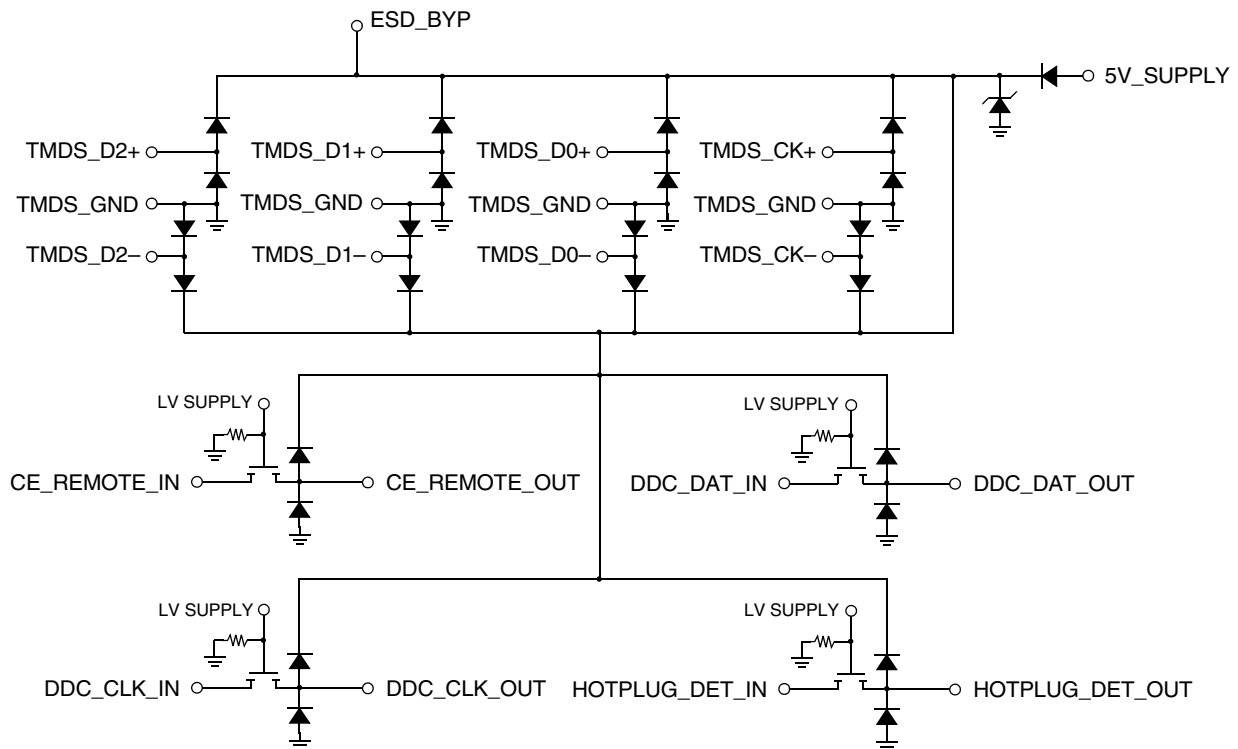 ESD_BYP
5V_SUPPLY
TMDS_D2+
TMDS_D1+
TMDS_D0+
TMDS_CK+
TMDS_GND
TMDS_GND
TMDS_GND
TMDS_GND
TMDS_D2–
TMDS_D1–
TMDS_D0–
TMDS_CK–
LV SUPPLY
LV SUPPLY
CE_REMOTE_IN
CE_REMOTE_OUT
DDC_DAT_IN
DDC_DAT_OUT
LV SUPPLY
LV SUPPLY
DDC_CLK_IN
DDC_CLK_OUT
HOTPLUG_DET_IN
HOTPLUG_DET_OUT